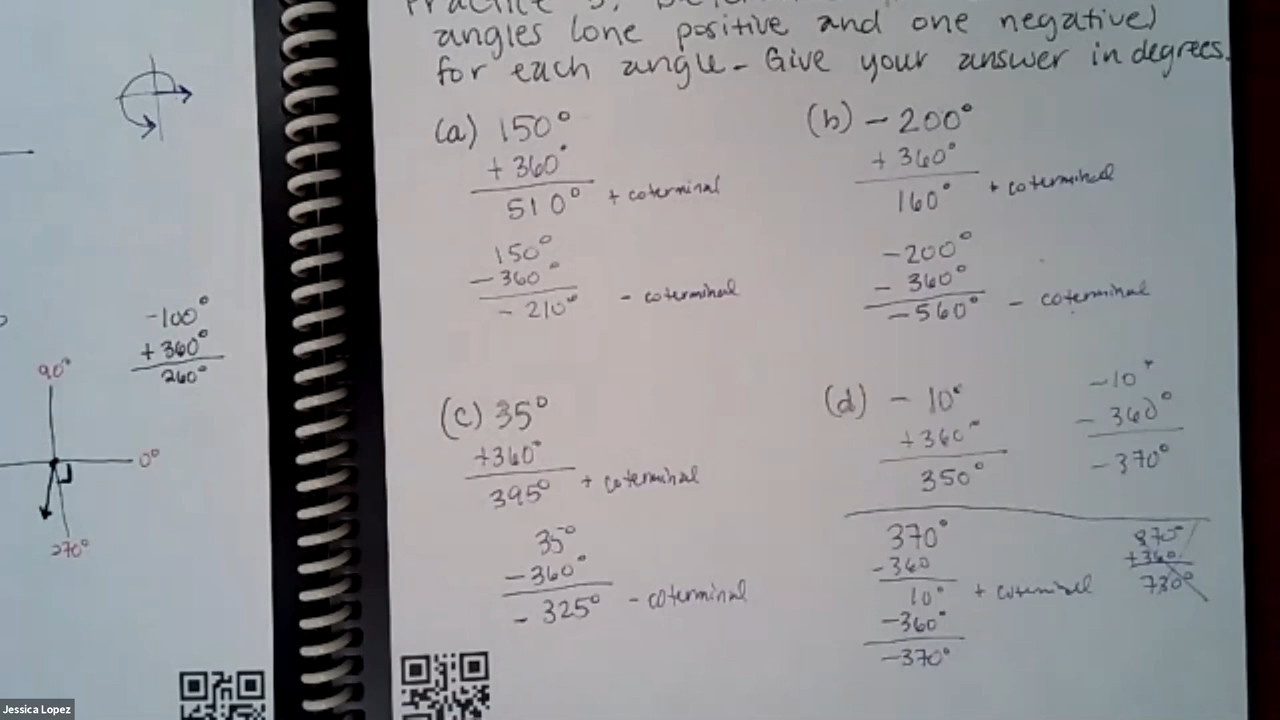 angles (one positive and one negative)
for each angle. Give your answer in degrees.
(a) 150°
+ 360°
510° + coterminal
150°
- 360°
- 210° - coterminal
(b) - 200°
+ 360°
160° + coterminal
-200°
- 360°
-560° - coterminal
(c) 35°
+360°
395° + coterminal
35°
-360°
- 325° - coterminal
(d) - 10°
+360°
350°
-10°
- 360°
-370°
370°
-360
10° + coterminal
-360°
-370°
370°
+360
730°
-100°
+ 360°
260°
90°
0°
270°
Jessica Lopez